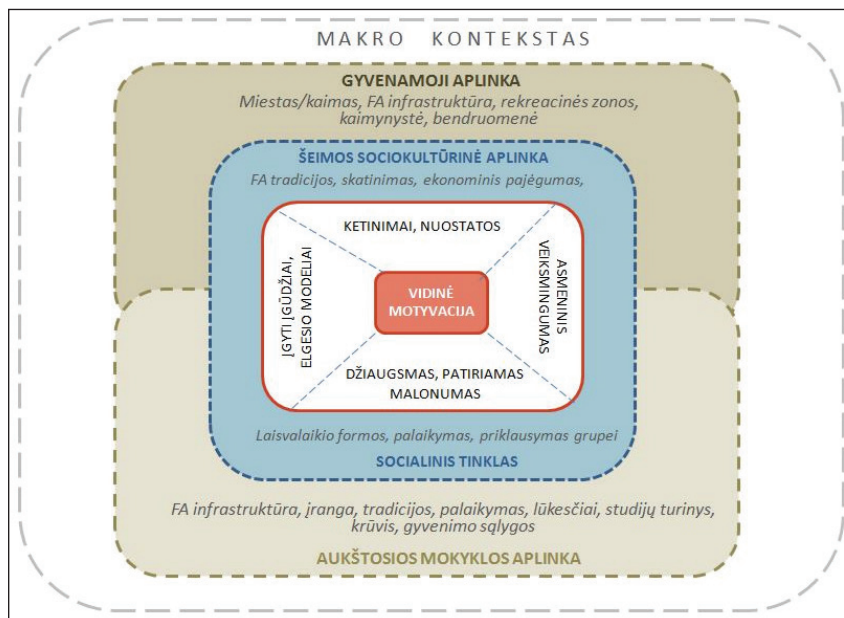 MAKRO KONTEKSTAS
GYVENAMOJI APLINKA
Miestas/kaimas, FA infrastruktūra, rekreacinės zonos,
kaimynystė, bendruomenė
ŠEIMOS SOCIOKULTŪRINĖ APLINKA
FA tradicijos, skatinimas, ekonominis pajėgumas,
KETINIMAI, NUOSTATOS
ĮGYTI ĮGŪDŽIAI,
ELGESIO MODELIAI
VIDINĖ
MOTYVACIJA
ASMENINIS
VEIKSMINGUMAS
DŽIAUGSMAS, PATIRIAMAS
MALONUMAS
Laisvalaikio formos, palaikymas, priklausymas grupei
SOCIALINIS TINKLAS
FA infrastruktūra, įranga, tradicijos, palaikymas, lūkesčiai, studijų turinys,
krūvis, gyvenimo sąlygos
AUKŠTOSIOS MOKYKLOS APLINKA